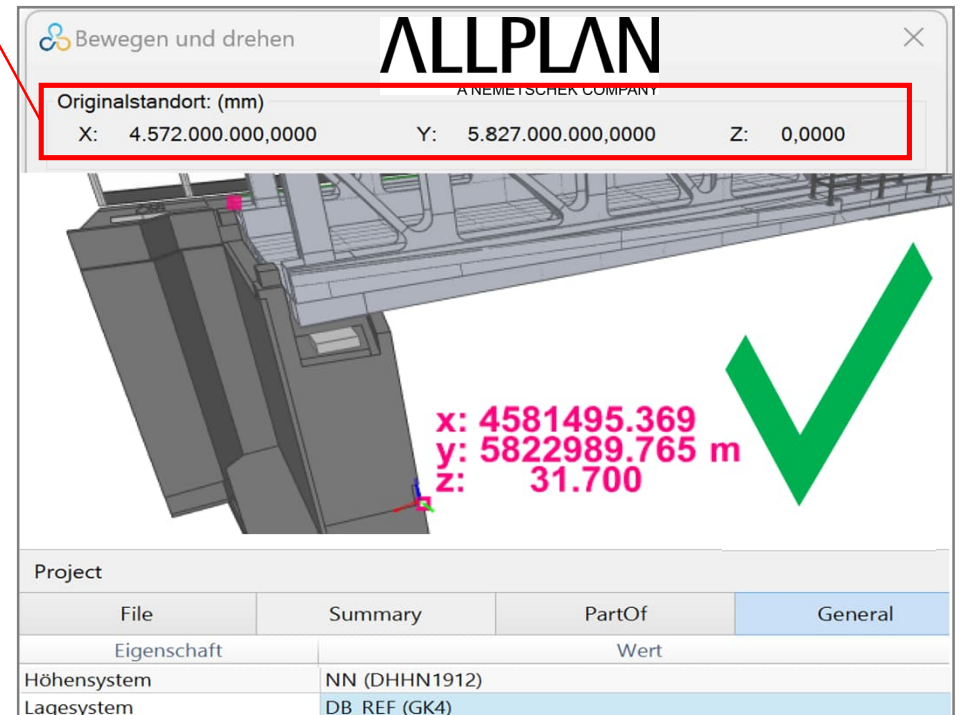 Bewegen und drehen
ALLPLAN
A NEMETSCHEK COMPANY
Originalstandort: (mm)
X: 4.572.000.000,0000 Y: 5.827.000.000,0000 Z: 0,0000
x: 4581495.369
y: 5822989.765 m
z: 31.700
Project
File Summary PartOf General
Eigenschaft Wert
Höhensystem NN (DHHN1912)
Lagesystem DB_REF (GK4)